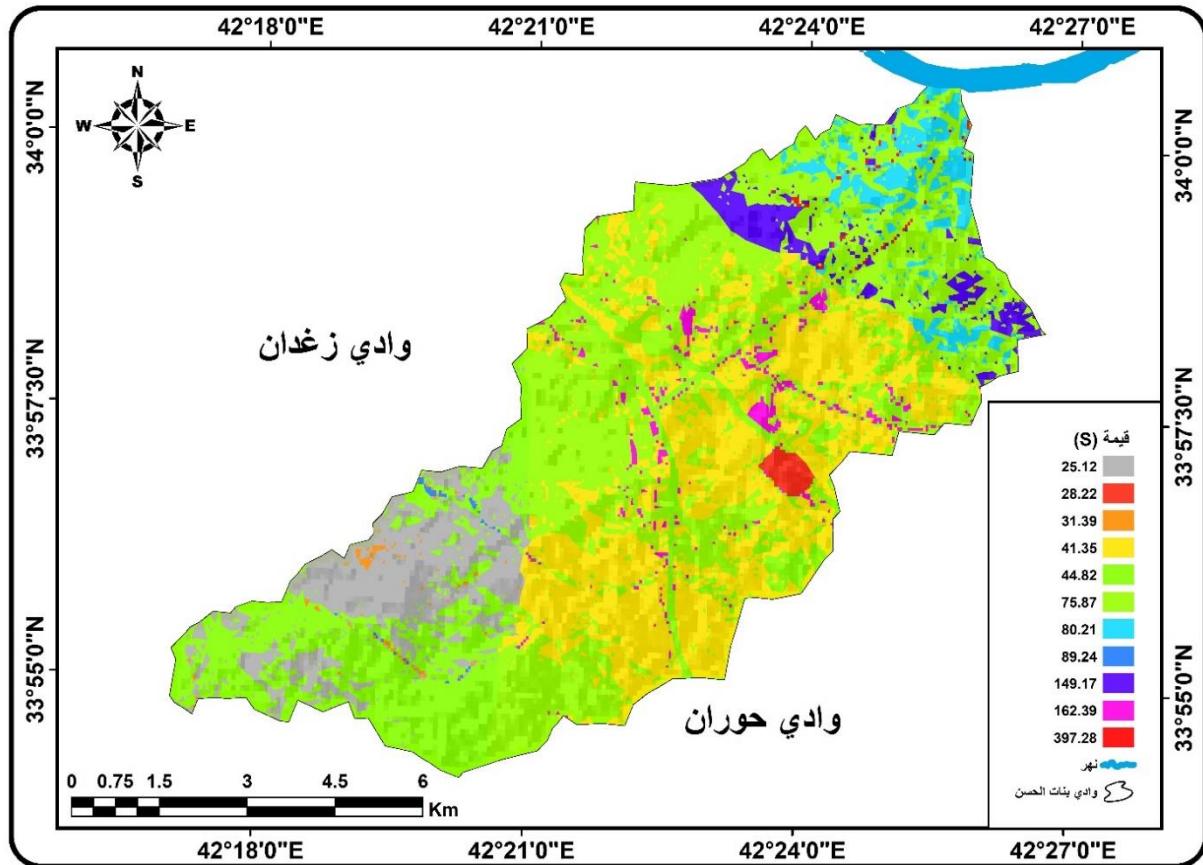 42°18'0"E 42°21'0"E 42°24'0"E 42°27'0"E
N
W E
S
34°0'0"N
34°0'0"N
وادي زغدان
33°57'30"N
33°57'30"N
قيمة (S)
25.12
28.22
31.39
41.35
44.82
75.87
80.21
89.24
149.17
162.39
397.28
نهر
وادي بنات الحسن
33°55'0"N
33°55'0"N
وادي حوران
0 0.75 1.5 3 4.5 6
Km
42°18'0"E 42°21'0"E 42°24'0"E 42°27'0"E